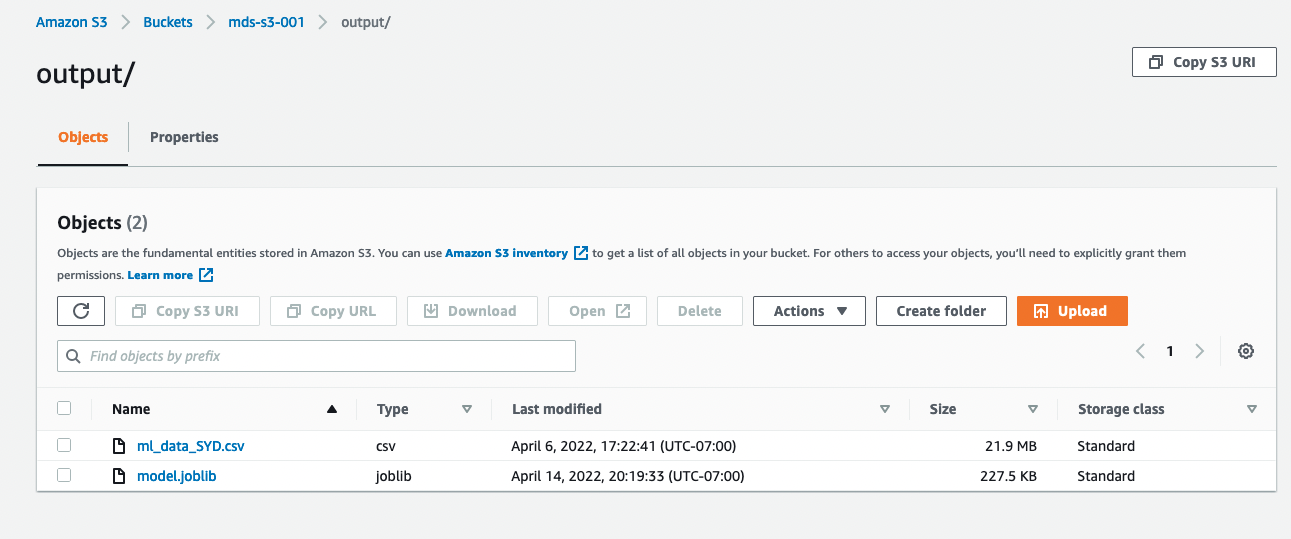 Amazon S3 > Buckets > mds-s3-001 > output/
output/
Copy S3 URI
Objects
Properties
Objects (2)
Objects are the fundamental entities stored in Amazon S3. You can use Amazon S3 inventory to get a list of all objects in your bucket. For others to access your objects, you'll need to explicitly grant them
permissions. Learn more
Copy S3 URI Copy URL Download Open Delete Actions Create folder Upload
Find objects by prefix
1
Name Type Last modified Size Storage class
ml_data_SYD.csv csv April 6, 2022, 17:22:41 (UTC-07:00) 21.9 MB Standard
model.joblib joblib April 14, 2022, 20:19:33 (UTC-07:00) 227.5 KB Standard